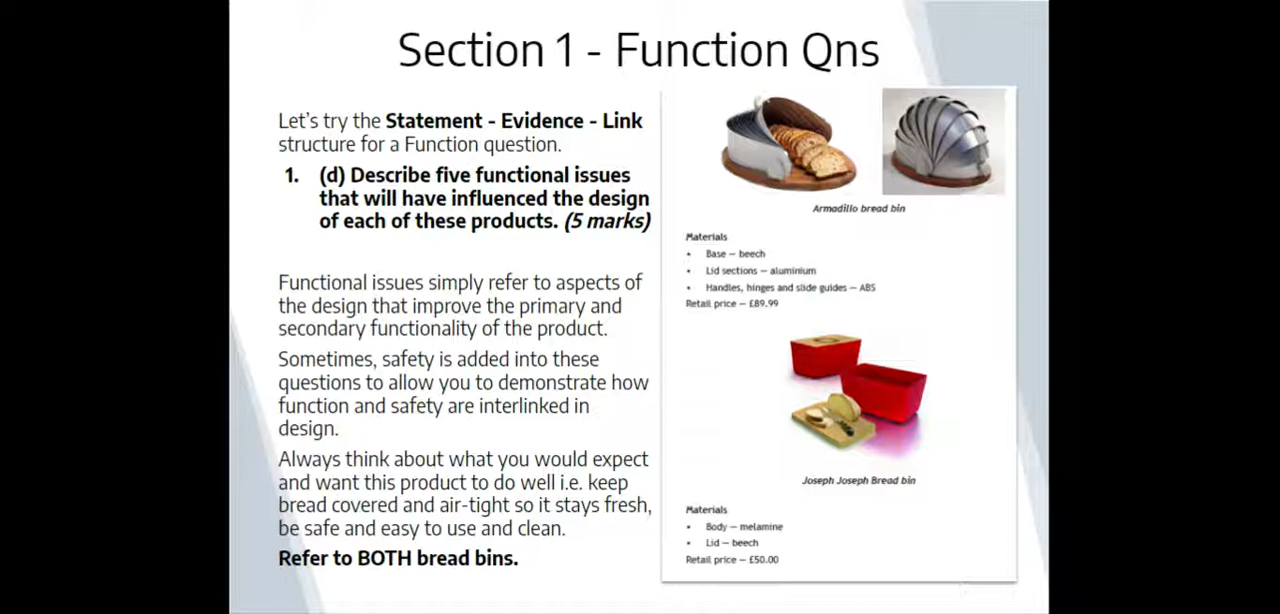 Section 1 - Function Qns
Let's try the Statement - Evidence - Link
structure for a Function question.
1. (d) Describe five functional issues
that will have influenced the design
of each of these products. (5 marks)
Functional issues simply refer to aspects of
the design that improve the primary and
secondary functionality of the product.
Sometimes, safety is added into these
questions to allow you to demonstrate how
function and safety are interlinked in
design.
Always think about what you would expect
and want this product to do well i.e. keep
bread covered and air-tight so it stays fresh,
be safe and easy to use and clean.
Refer to BOTH bread bins.
Armadillo bread bin
Materials
• Base – beech
• Lid sections – aluminium
• Handles, hinges and slide guides – ABS
Retail price – £89.99
Joseph Joseph Bread bin
Materials
• Body – melamine
• Lid – beech
Retail price – £50.00